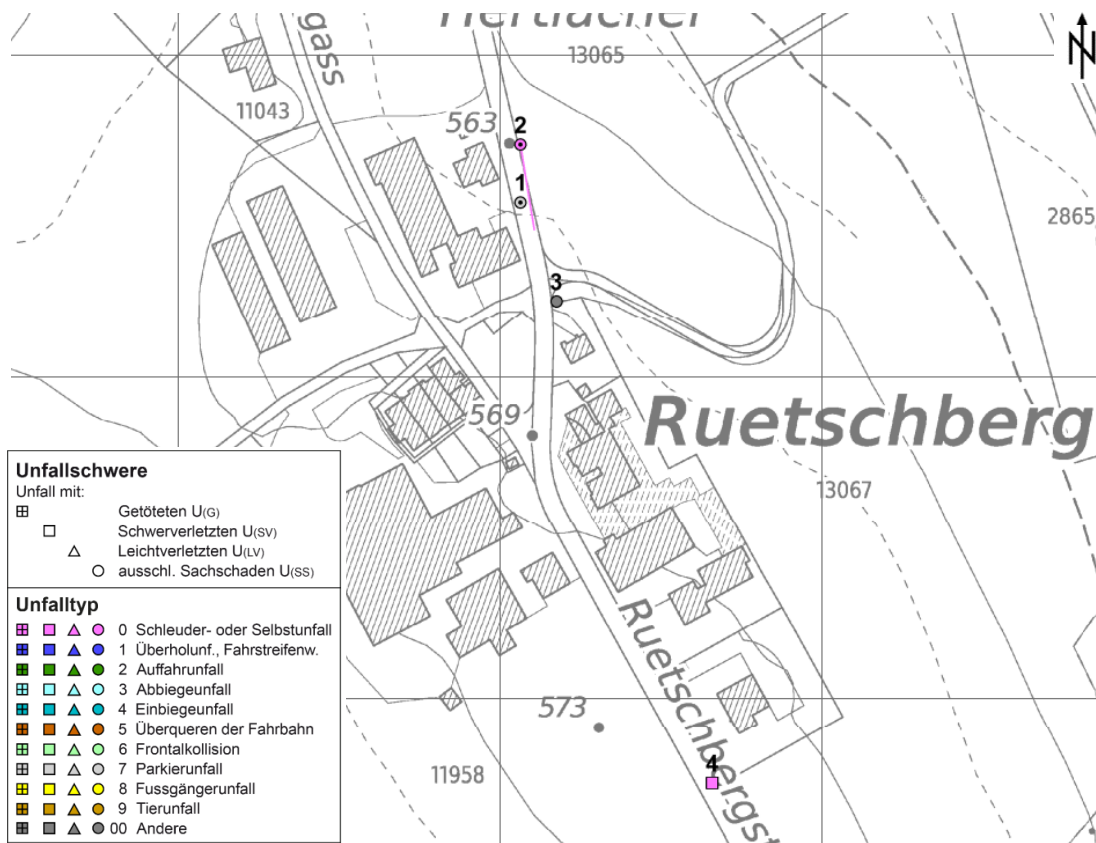 Hertlacher
N
gass
13065
11043
563
2
1
2865
3
569
Ruetschberg
13067
Unfallschwere
Unfall mit:
Getöteten U(G)
Schwerverletzten U(SV)
Leichtverletzten U(LV)
ausschl. Sachschaden U(SS)
Unfalltyp
0 Schleuder- oder Selbstunfall
1 Überholunf., Fahrstreifenw.
2 Auffahrunfall
3 Abbiegeunfall
4 Einbiegeunfall
5 Überqueren der Fahrbahn
6 Frontalkollision
7 Parkierunfall
8 Fussgängerunfall
9 Tierunfall
00 Andere
Ruetschbergst
573
4
11958